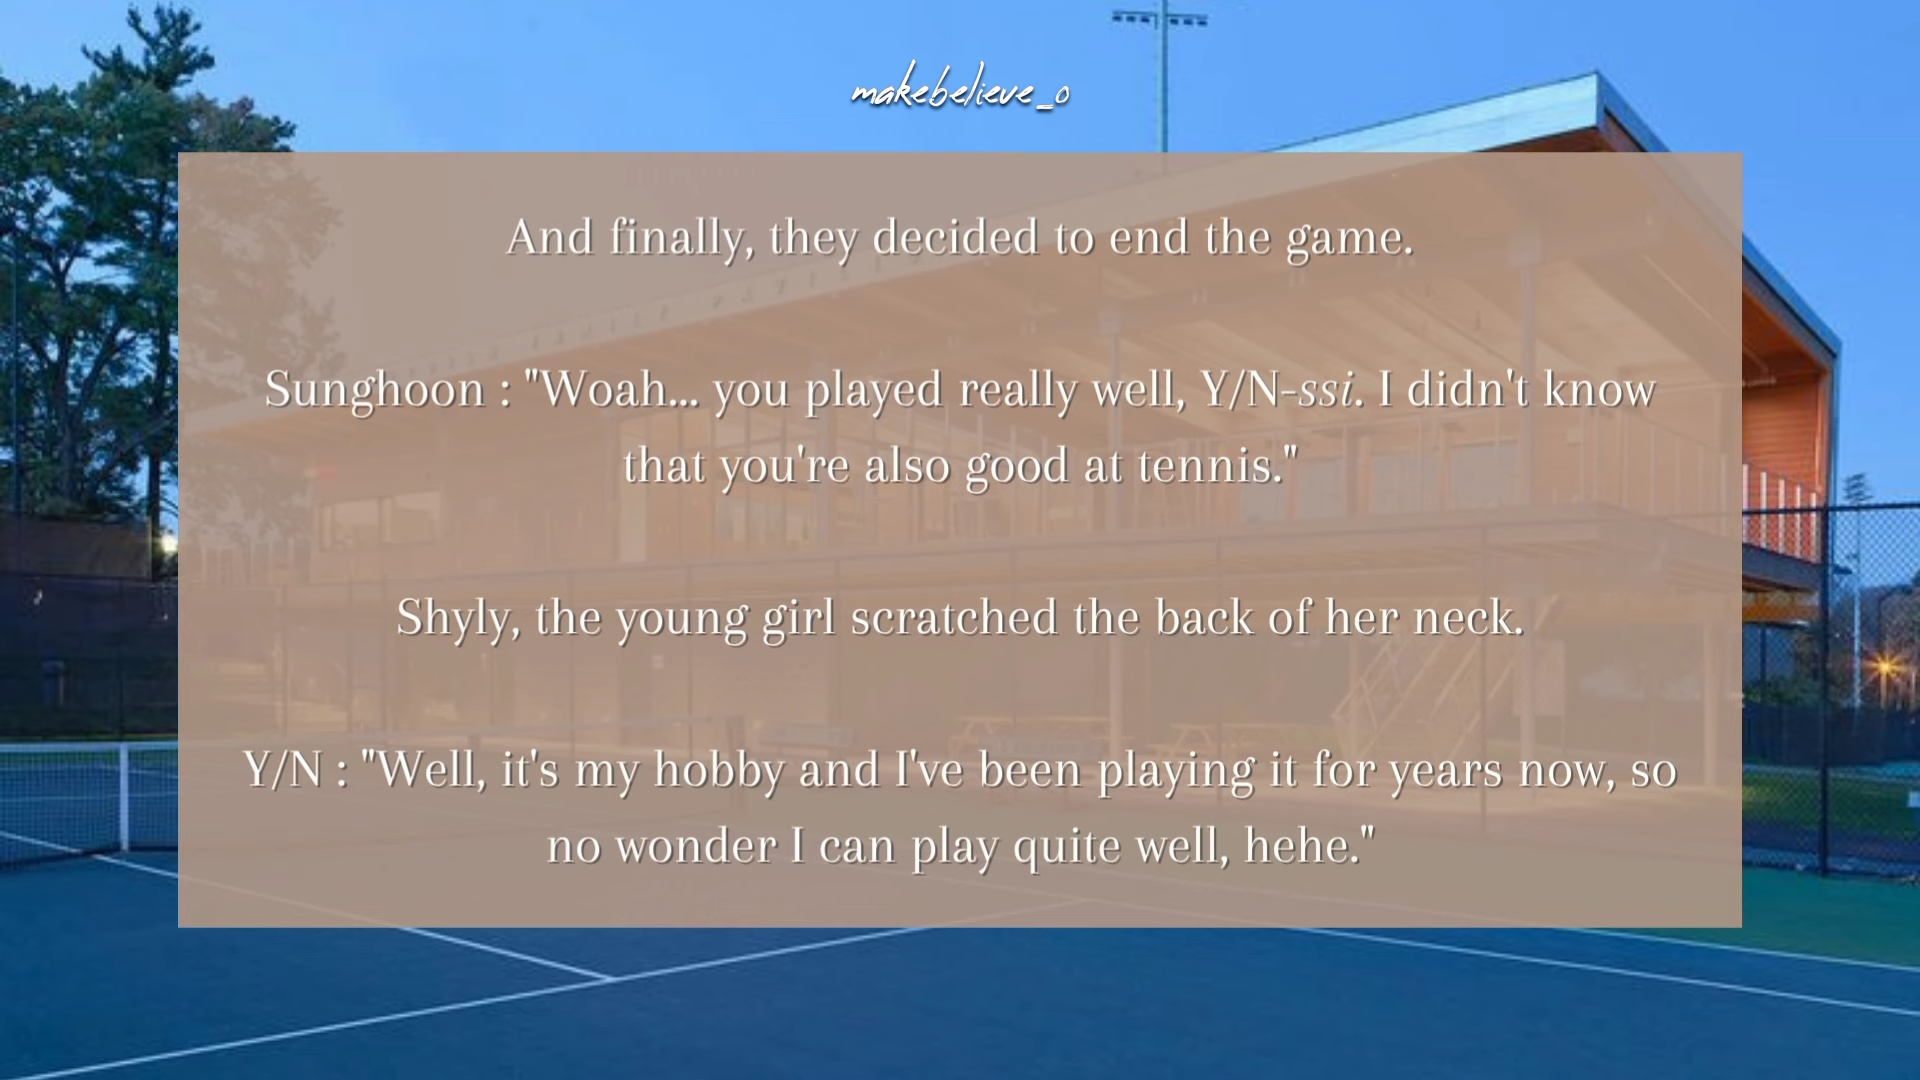 makebelieve_o
And finally, they decided to end the game.
Sunghoon : "Woah... you played really well, Y/N-ssi. I didn't know
that you're also good at tennis."
Shyly, the young girl scratched the back of her neck.
Y/N : "Well, it's my hobby and I've been playing it for years now, so
no wonder I can play quite well, hehe."